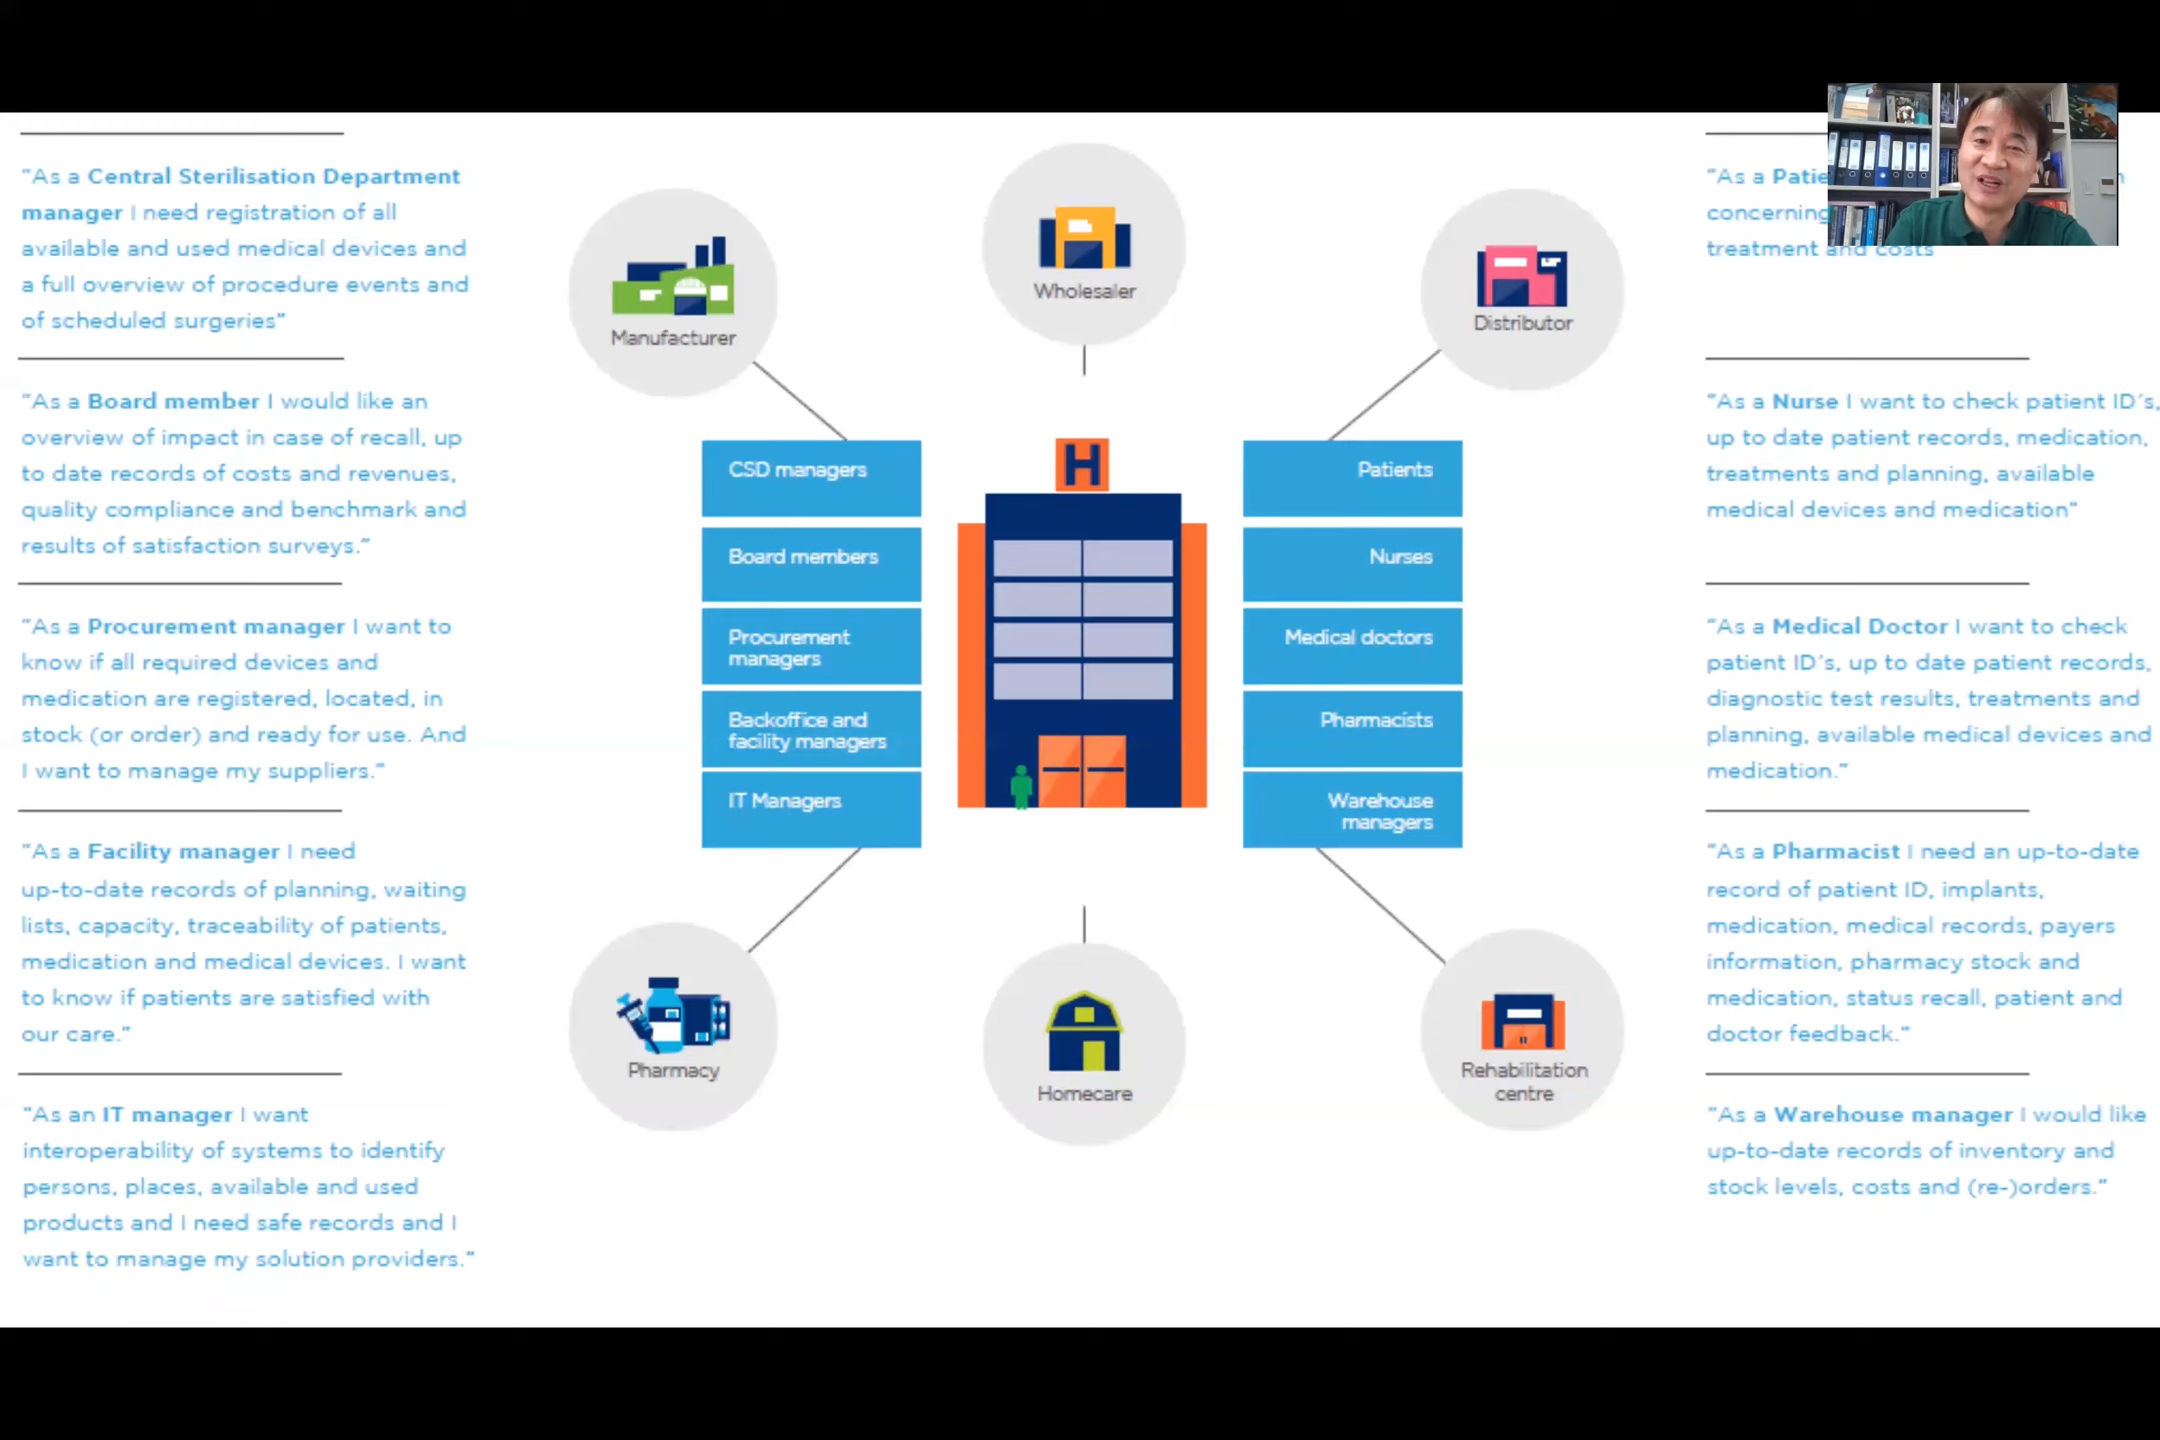 "As a Central Sterilisation Department
manager I need registration of all
available and used medical devices and
a full overview of procedure events and
of scheduled surgeries"
"As a Board member I would like an
overview of impact in case of recall, up
to date records of costs and revenues,
quality compliance and benchmark and
results of satisfaction surveys."
"As a Procurement manager I want to
know if all required devices and
medication are registered, located, in
stock (or order) and ready for use. And
I want to manage my suppliers."
"As a Facility manager I need
up-to-date records of planning, waiting
lists, capacity, traceability of patients,
medication and medical devices. I want
to know if patients are satisfied with
our care."
"As an IT manager I want
interoperability of systems to identify
persons, places, available and used
products and I need safe records and I
want to manage my solution providers."
Manufacturer
Wholesaler
Distributor
H
CSD managers
Board members
Procurement
managers
Backoffice and
facility managers
IT Managers
Patients
Nurses
Medical doctors
Pharmacists
Warehouse
managers
Pharmacy
Homecare
Rehabilitation
centre
"As a
concerning
treatment and costs
"As a Nurse I want to check patient ID's,
up to date patient records, medication,
treatments and planning, available
medical devices and medication"
"As a Medical Doctor I want to check
patient ID's, up to date patient records,
diagnostic test results, treatments and
planning, available medical devices and
medication."
"As a Pharmacist I need an up-to-date
record of patient ID, implants,
medication, medical records, payers
information, pharmacy stock and
medication, status recall, patient and
doctor feedback."
"As a Warehouse manager I would like
up-to-date records of inventory and
stock levels, costs and (re-)orders."